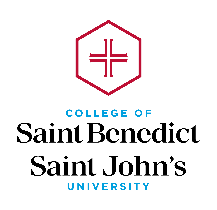 COLLEGE OF
Saint Benedict
Saint John's
UNIVERSITY